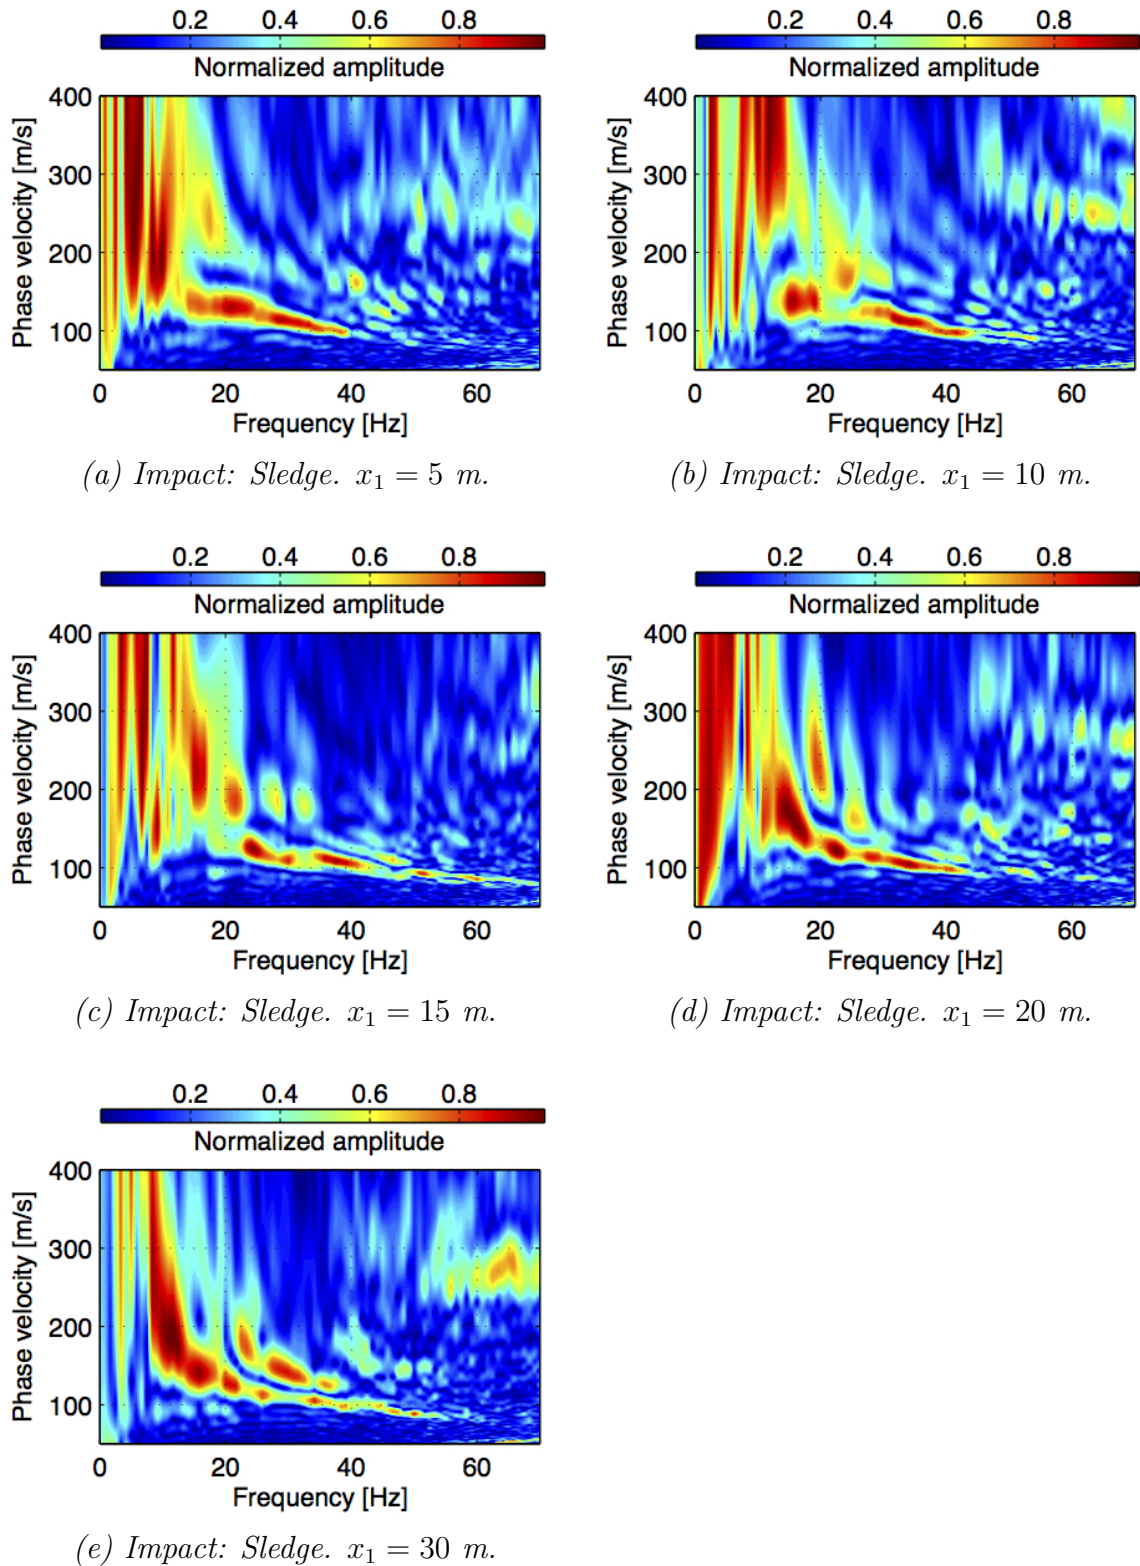 0.2 0.4 0.6 0.8
Normalized amplitude
400
300
200
100
Phase velocity [m/s]
0 20 40 60
Frequency [Hz]
(a) Impact: Sledge. x₁ = 5 m.
0.2 0.4 0.6 0.8
Normalized amplitude
400
300
200
100
Phase velocity [m/s]
0 20 40 60
Frequency [Hz]
(b) Impact: Sledge. x₁ = 10 m.
0.2 0.4 0.6 0.8
Normalized amplitude
400
300
200
100
Phase velocity [m/s]
0 20 40 60
Frequency [Hz]
(c) Impact: Sledge. x₁ = 15 m.
0.2 0.4 0.6 0.8
Normalized amplitude
400
300
200
100
Phase velocity [m/s]
0 20 40 60
Frequency [Hz]
(d) Impact: Sledge. x₁ = 20 m.
0.2 0.4 0.6 0.8
Normalized amplitude
400
300
200
100
Phase velocity [m/s]
0 20 40 60
Frequency [Hz]
(e) Impact: Sledge. x₁ = 30 m.